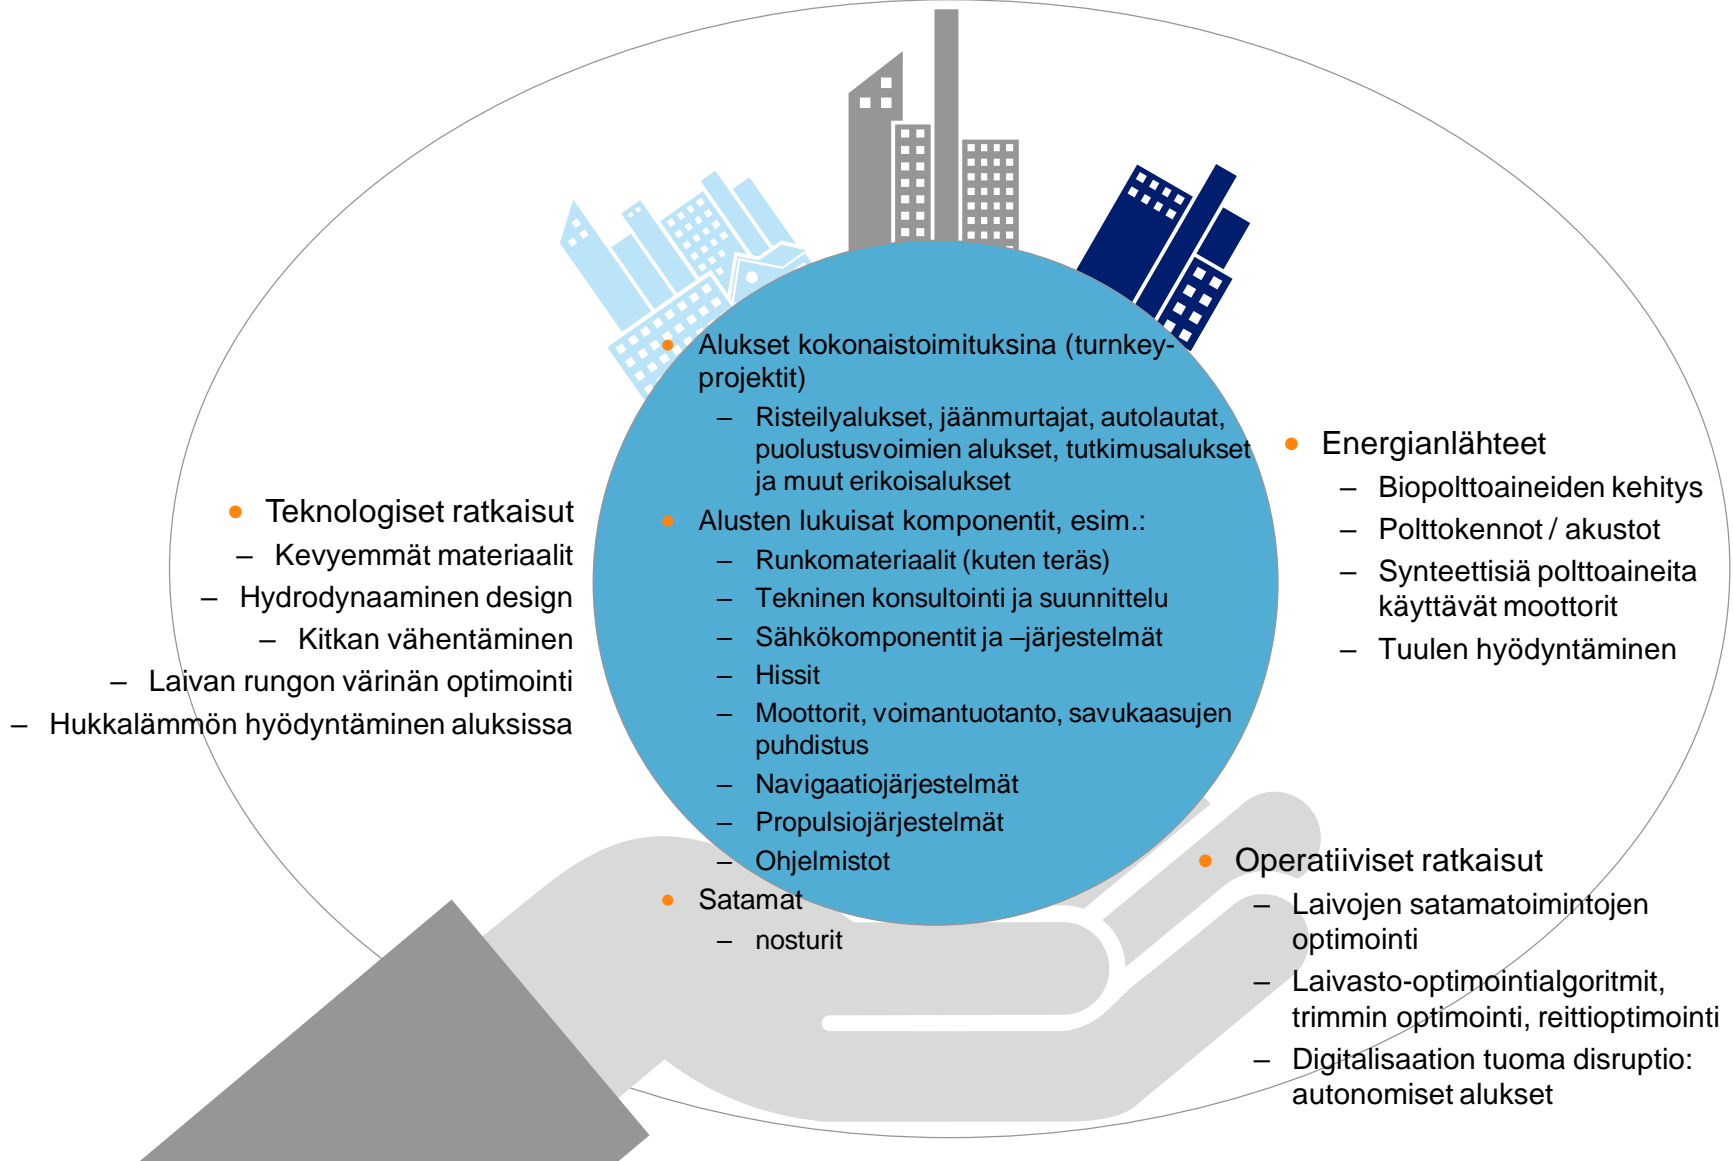 • Alukset kokonaistoimituksina (turnkey-
projektit)
– Risteilyalukset, jäänmurtajat, autolautat,
puolustusvoimien alukset, tutkimusalukset
ja muut erikoisalukset
• Alusten lukuisat komponentit, esim.:
– Runkomateriaalit (kuten teräs)
– Tekninen konsultointi ja suunnittelu
– Sähkökomponentit ja –järjestelmät
– Hissit
– Moottorit, voimantuotanto, savukaasujen
puhdistus
– Navigaatiojärjestelmät
– Propulsiojärjestelmät
– Ohjelmistot
• Satamat
– nosturit
• Teknologiset ratkaisut
– Kevyemmät materiaalit
– Hydrodynaaminen design
– Kitkan vähentäminen
– Laivan rungon värinän optimointi
– Hukkalämmön hyödyntäminen aluksissa
• Energianlähteet
– Biopolttoaineiden kehitys
– Polttokennot / akustot
– Synteettisiä polttoaineita
käyttävät moottorit
– Tuulen hyödyntäminen
• Operatiiviset ratkaisut
– Laivojen satamatoimintojen
optimointi
– Laivasto-optimointialgoritmit,
trimmin optimointi, reittioptimointi
– Digitalisaation tuoma disruptio:
autonomiset alukset